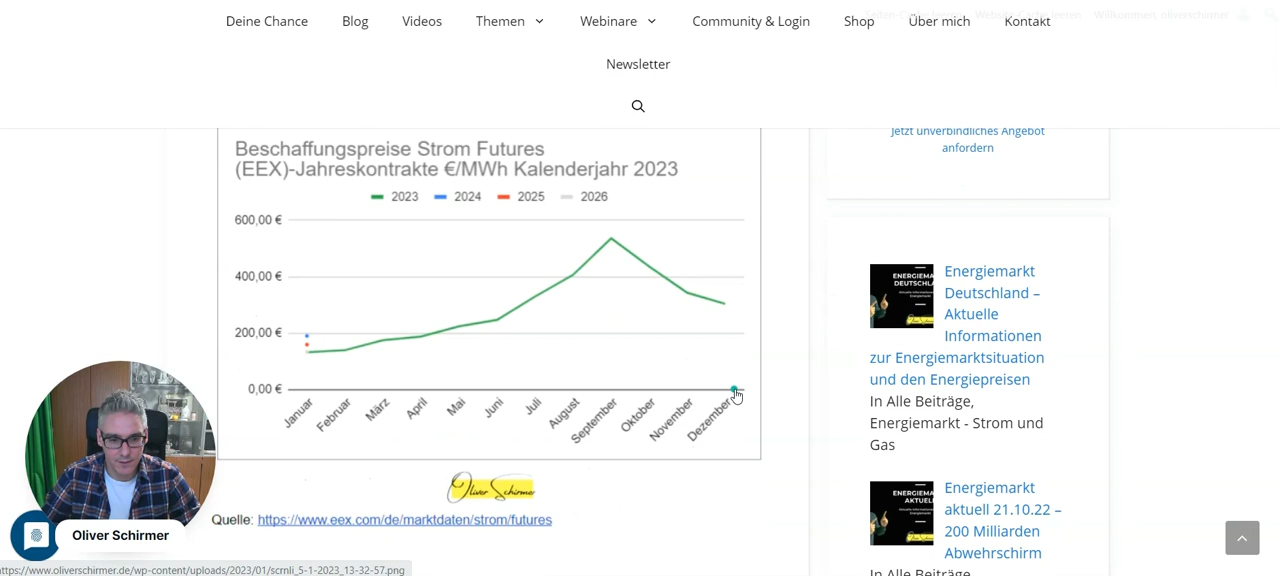 Deine Chance
Blog
Videos
Themen
Webinare
Community & Login
Shop
Über mich
Kontakt
Newsletter
Jetzt unverbindliches Angebot
anfordern
Beschaffungspreise Strom Futures
(EEX)-Jahreskontrakte €/MWh Kalenderjahr 2023
2023
2024
2025
2026
600,00 €
400,00 €
200,00 €
0,00 €
Januar
Februar
März
April
Mai
Juni
Juli
August
September
Oktober
November
Dezember
Oliver Schirmer
Quelle: https://www.eex.com/de/marktdaten/strom/futures
Oliver Schirmer
Energiemarkt
Deutschland –
Aktuelle
Informationen
zur Energiemarktsituation
und den Energiepreisen
In Alle Beiträge,
Energiemarkt - Strom und
Gas
Energiemarkt
aktuell 21.10.22 –
200 Milliarden
Abwehrschirm
In Alle Beiträge,
https://www.oliverschirmer.de/wp-content/uploads/2023/01/scrnli_5-1-2023_13-32-57.png